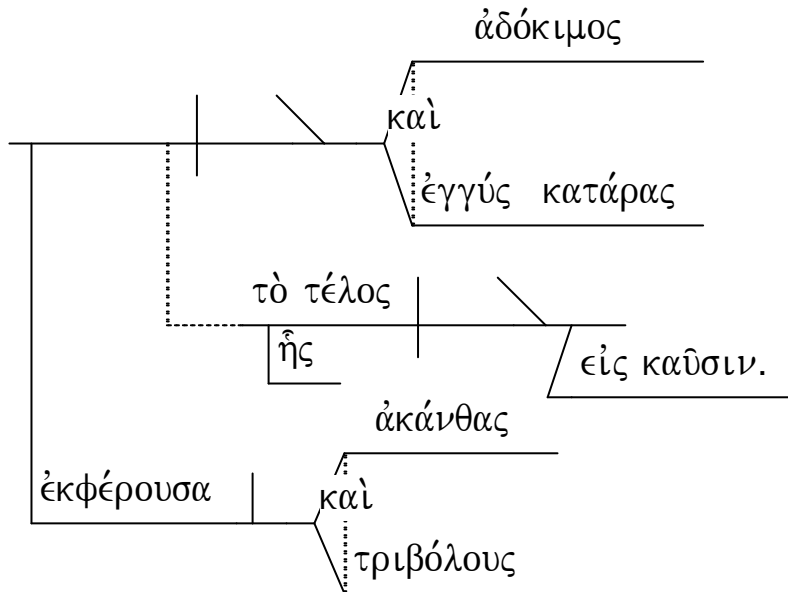 ἀδόκιμος
καὶ
ἐγγύς κατάρας
τὸ τέλος
ἧς
εἰς καῦσιν.
ἀκάνθας
ἐκφέρουσα
καὶ
τριβόλους